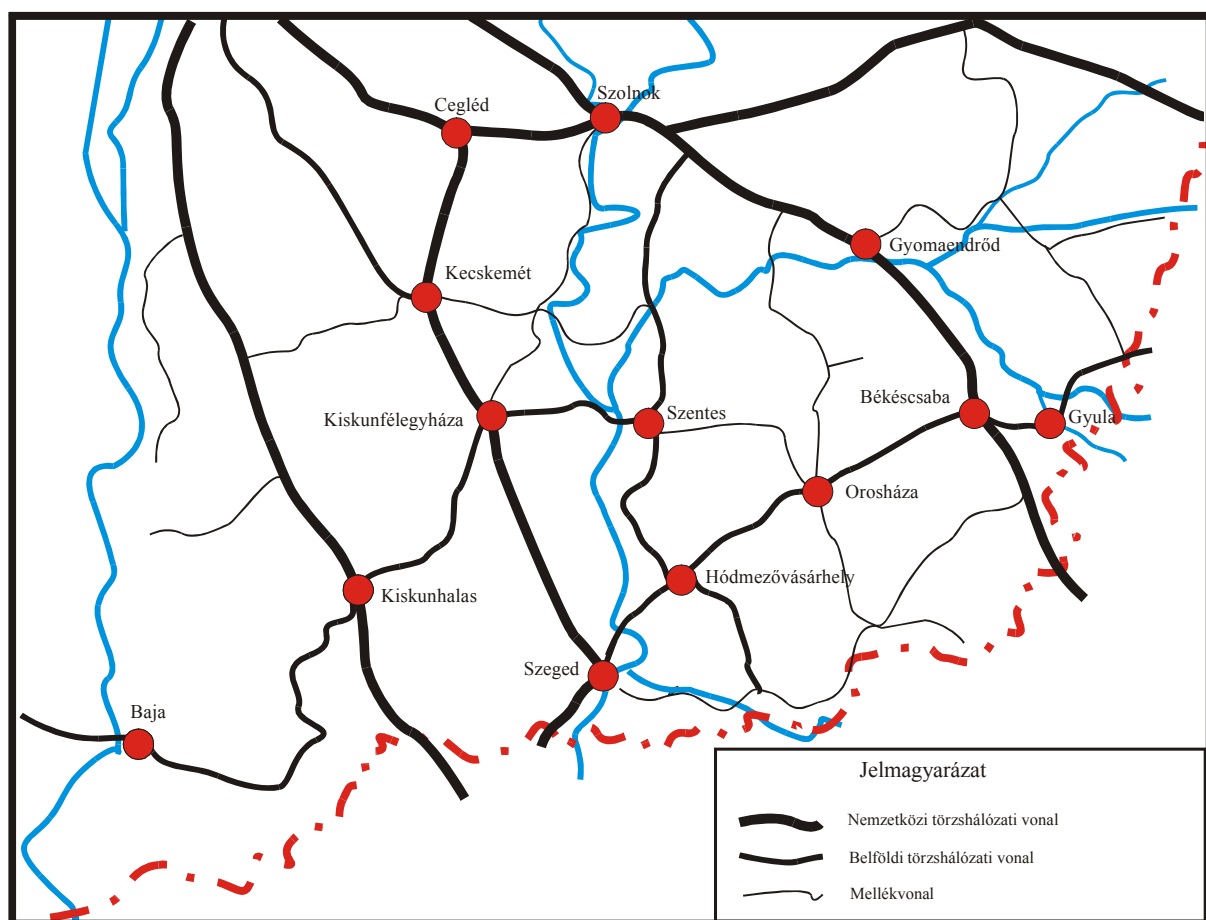 Szolnok
Cegléd
Gyomaendrőd
Kecskemét
Kiskunfélegyháza
Szentes
Békéscsaba
Gyula
Orosháza
Hódmezővásárhely
Kiskunhalas
Szeged
Baja
Jelmagyarázat
Nemzetközi törzshálózati vonal
Belföldi törzshálózati vonal
Mellékvonal